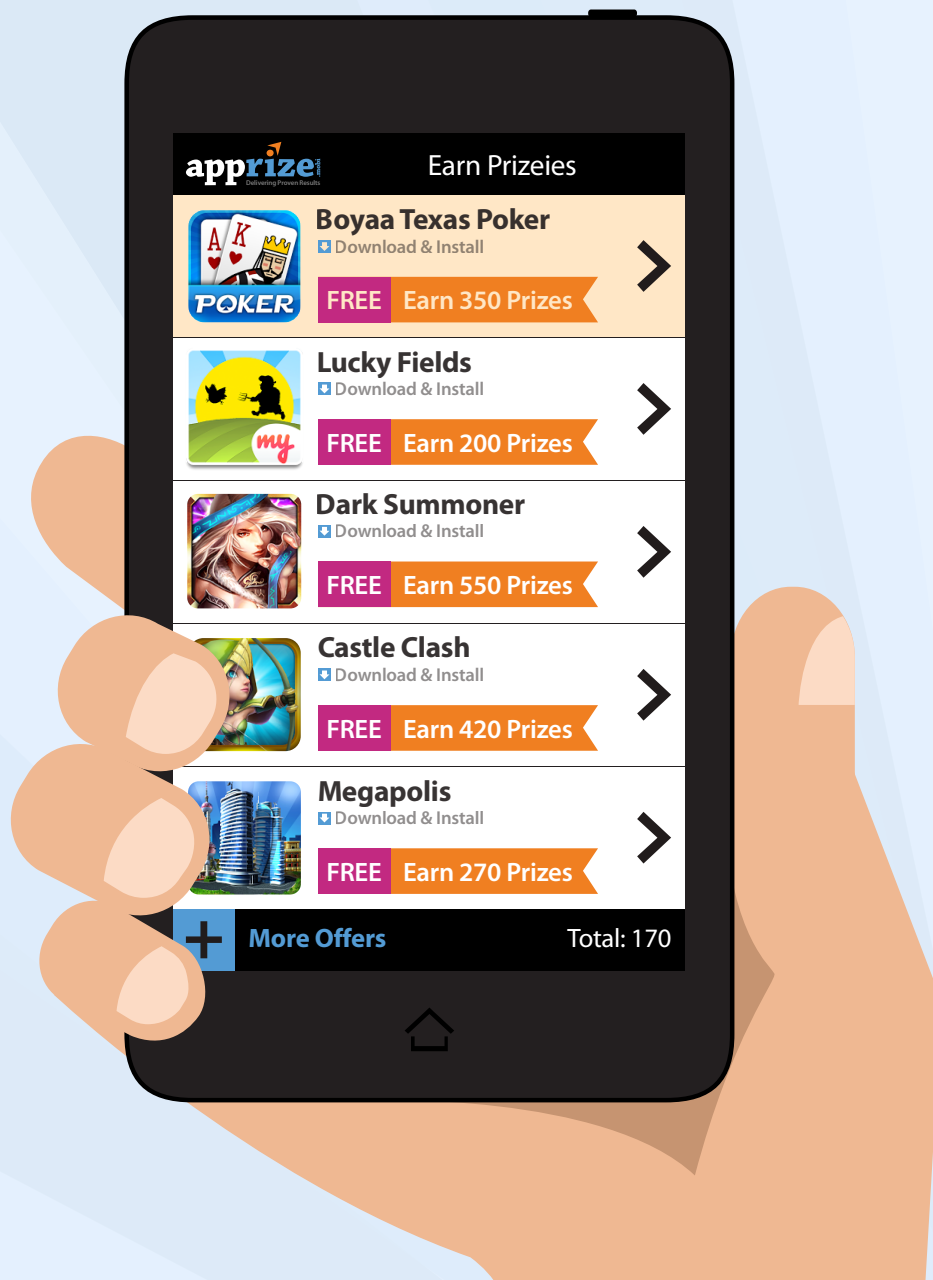 apprize.mobi
Delivering Proven Results
Earn Prizeies
A K
POKER
Boyaa Texas Poker
Download & Install
FREE Earn 350 Prizes
my
Lucky Fields
Download & Install
FREE Earn 200 Prizes
Dark Summoner
Download & Install
FREE Earn 550 Prizes
Castle Clash
Download & Install
FREE Earn 420 Prizes
Megapolis
Download & Install
FREE Earn 270 Prizes
+ More Offers
Total: 170